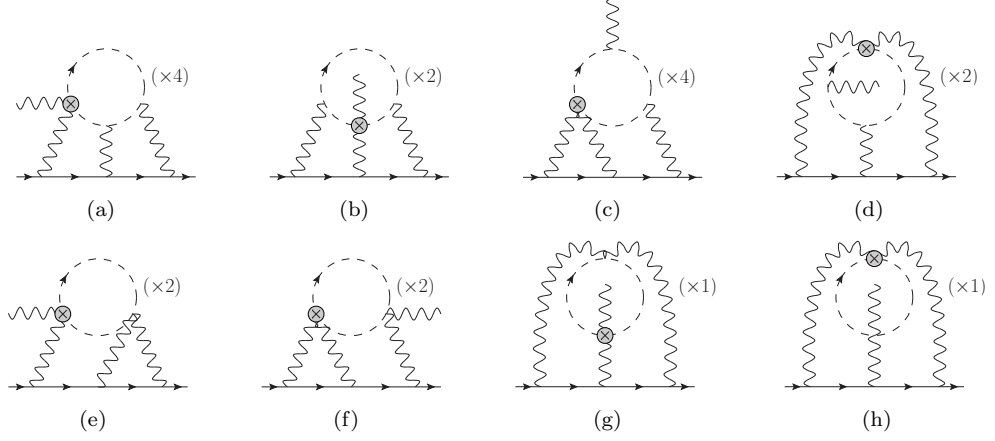 (×4) (×2) (×4) (×2)
(a) (b) (c) (d)
(×2) (×2) (×1) (×1)
(e) (f) (g) (h)